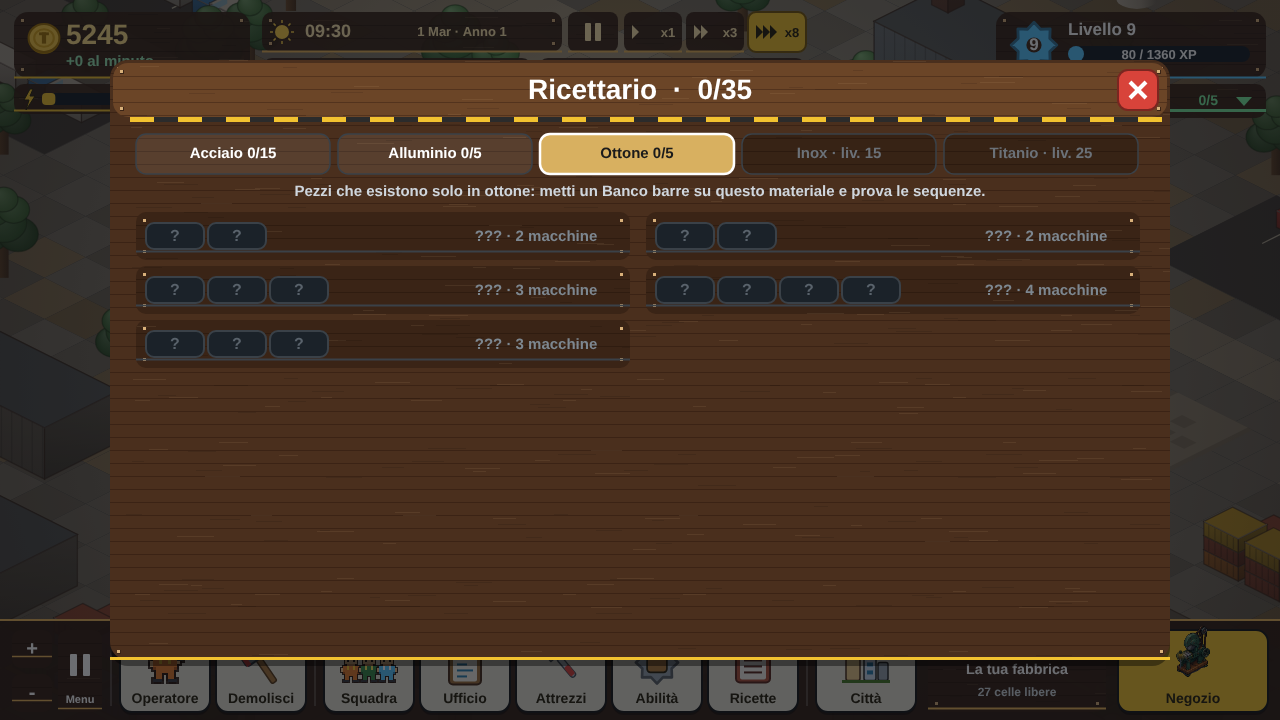 5245
+0 al minuto
09:30
1 Mar · Anno 1
x1
x3
x8
9
Livello 9
80 / 1360 XP
0/5
Ricettario · 0/35
Acciaio 0/15
Alluminio 0/5
Ottone 0/5
Inox · liv. 15
Titanio · liv. 25
Pezzi che esistono solo in ottone: metti un Banco barre su questo materiale e prova le sequenze.
? ? ??? · 2 macchine
? ? ??? · 2 macchine
? ? ? ??? · 3 macchine
? ? ? ? ??? · 4 macchine
? ? ? ??? · 3 macchine
+
-
Menu
Operatore
Demolisci
Squadra
Ufficio
Attrezzi
Abilità
Ricette
Città
La tua fabbrica
27 celle libere
Negozio